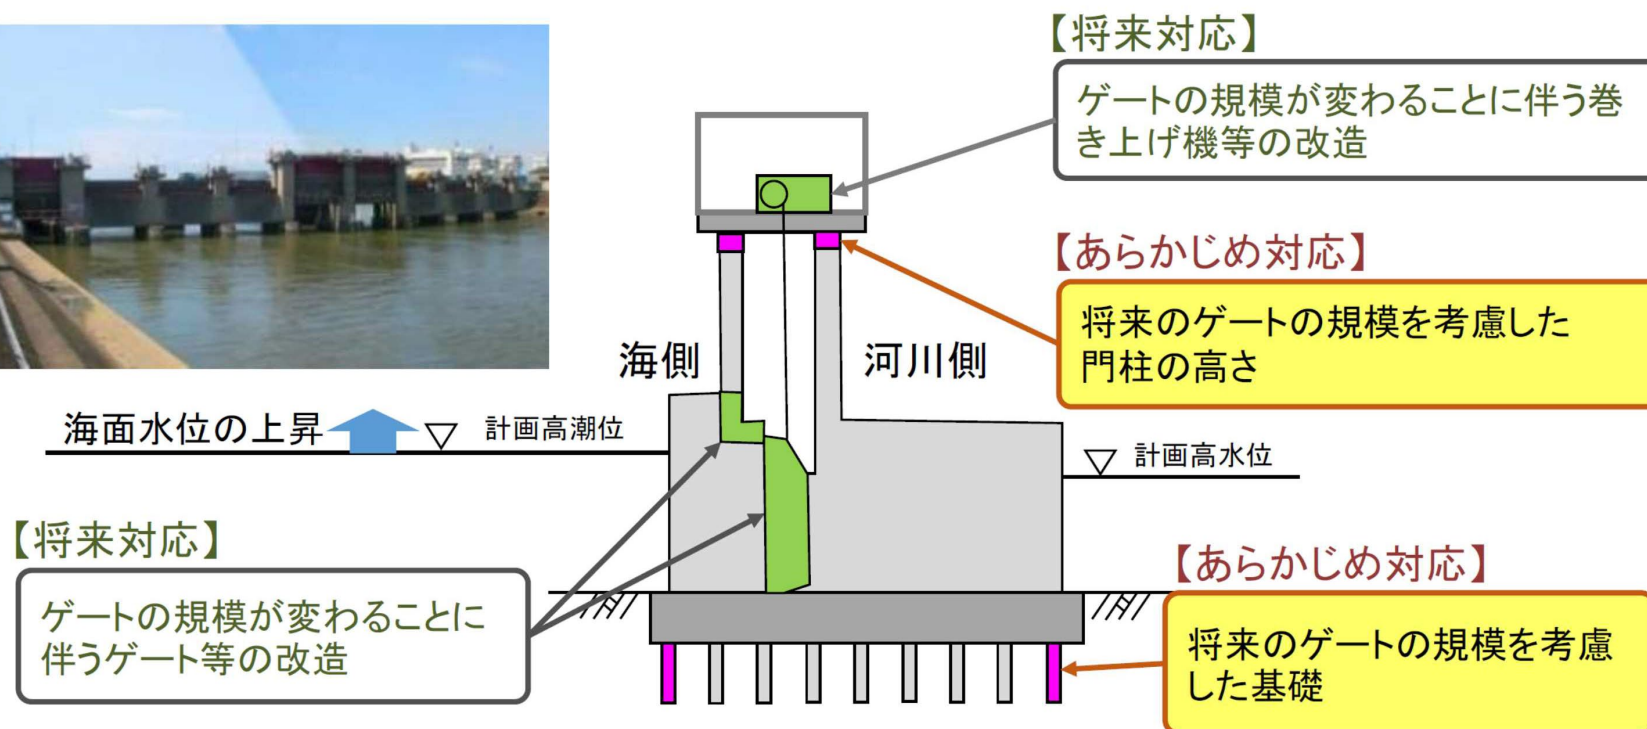 【将来対応】
ゲートの規模が変わることに伴う巻
き上げ機等の改造
【あらかじめ対応】
将来のゲートの規模を考慮した
門柱の高さ
海側
河川側
海面水位の上昇
計画高潮位
計画高水位
【将来対応】
ゲートの規模が変わることに
伴うゲート等の改造
【あらかじめ対応】
将来のゲートの規模を考慮
した基礎